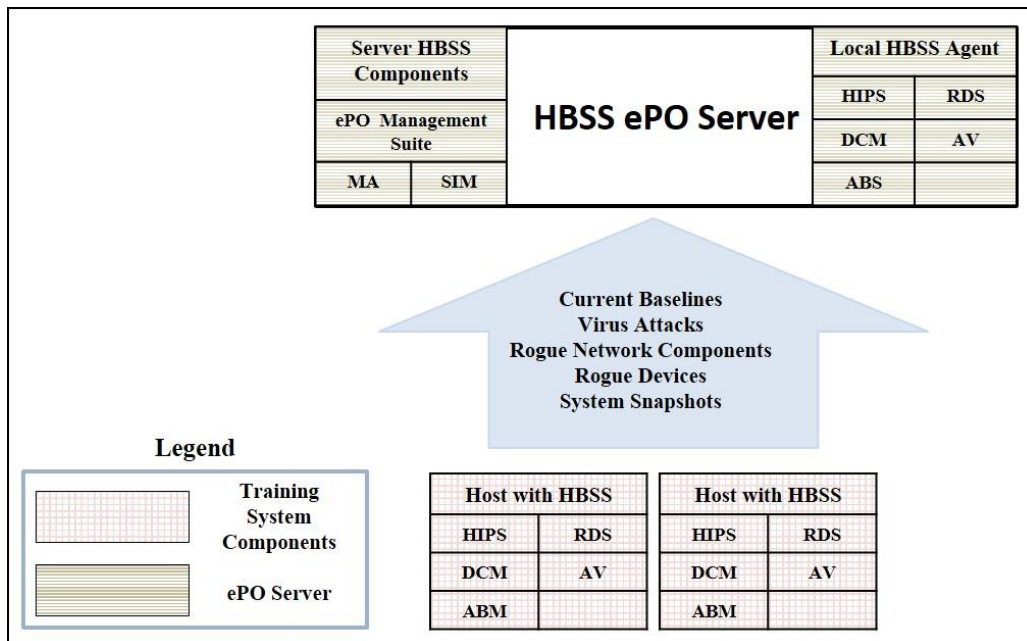 Server HBSS
Components
ePO Management
Suite
MA SIM
HBSS ePO Server
Local HBSS Agent
HIPS RDS
DCM AV
ABS
Current Baselines
Virus Attacks
Rogue Network Components
Rogue Devices
System Snapshots
Legend
Training
System
Components
ePO Server
Host with HBSS
HIPS RDS
DCM AV
ABM
Host with HBSS
HIPS RDS
DCM AV
ABM